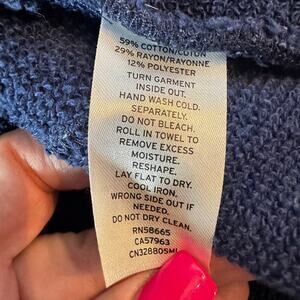 59% COTTON/COTON
29% RAYON/RAYONNE
12% POLYESTER
TURN GARMENT
INSIDE OUT.
HAND WASH COLD.
SEPARATELY.
DO NOT BLEACH.
ROLL IN TOWEL TO
REMOVE EXCESS
MOISTURE.
RESHAPE.
LAY FLAT TO DRY.
COOL IRON.
WRONG SIDE OUT IF
NEEDED.
DO NOT DRY CLEAN.
RN58665
CA57963